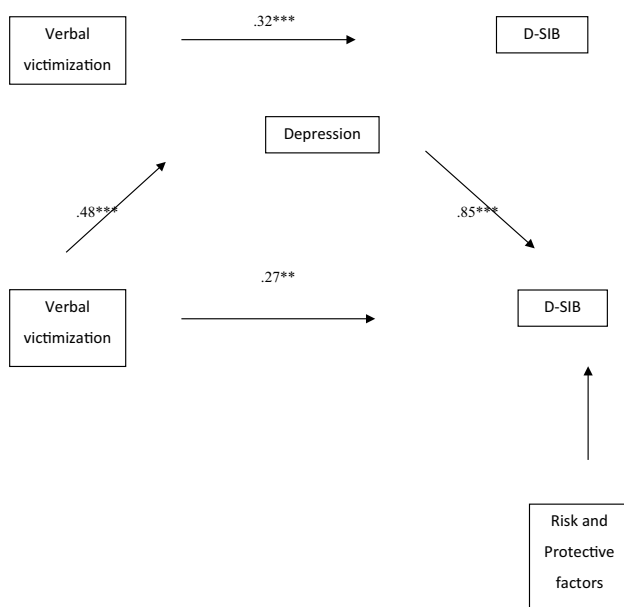 Verbal
victimization
.32***
D-SIB
Depression
.48***
.85***
Verbal
victimization
.27**
D-SIB
Risk and
Protective
factors